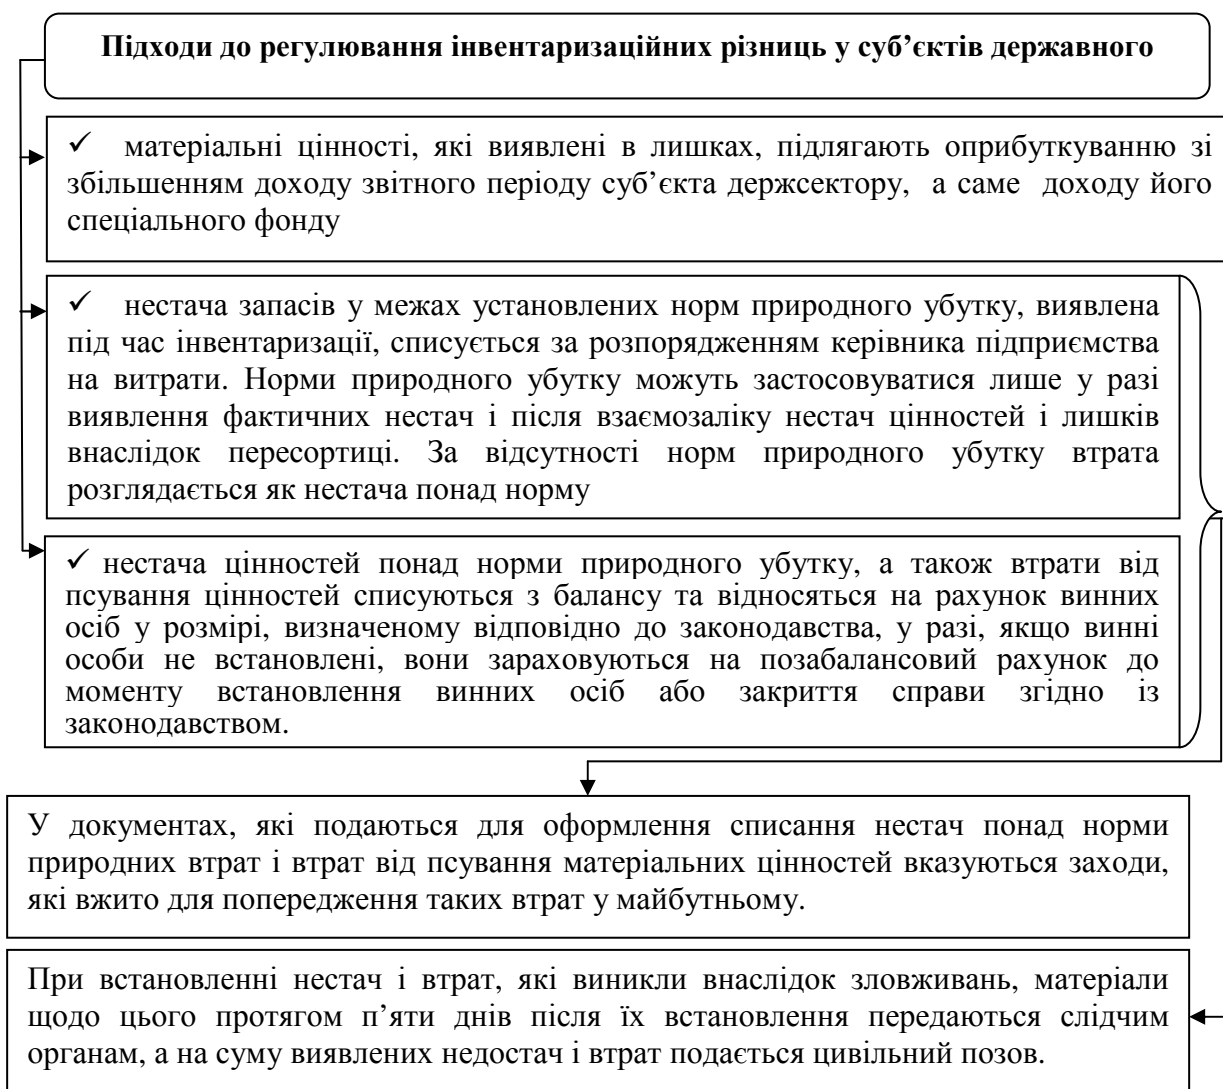 Підходи до регулювання інвентаризаційних різниць у суб’єктів державного
✓ матеріальні цінності, які виявлені в лишках, підлягають оприбуткуванню зі
збільшенням доходу звітного періоду суб’єкта держсектору, а саме доходу його
спеціального фонду
✓ нестача запасів у межах установлених норм природного убутку, виявлена
під час інвентаризації, списується за розпорядженням керівника підприємства
на витрати. Норми природного убутку можуть застосовуватися лише у разі
виявлення фактичних нестач і після взаємозаліку нестач цінностей і лишків
внаслідок пересортиці. За відсутності норм природного убутку втрата
розглядається як нестача понад норму
✓ нестача цінностей понад норми природного убутку, а також втрати від
псування цінностей списуються з балансу та відносяться на рахунок винних
осіб у розмірі, визначеному відповідно до законодавства, у разі, якщо винні
особи не встановлені, вони зараховуються на позабалансовий рахунок до
моменту встановлення винних осіб або закриття справи згідно із
законодавством.
У документах, які подаються для оформлення списання нестач понад норми
природних втрат і втрат від псування матеріальних цінностей вказуються заходи,
які вжито для попередження таких втрат у майбутньому.
При встановленні нестач і втрат, які виникли внаслідок зловживань, матеріали
щодо цього протягом п’яти днів після їх встановлення передаються слідчим
органам, а на суму виявлених недостач і втрат подається цивільний позов.